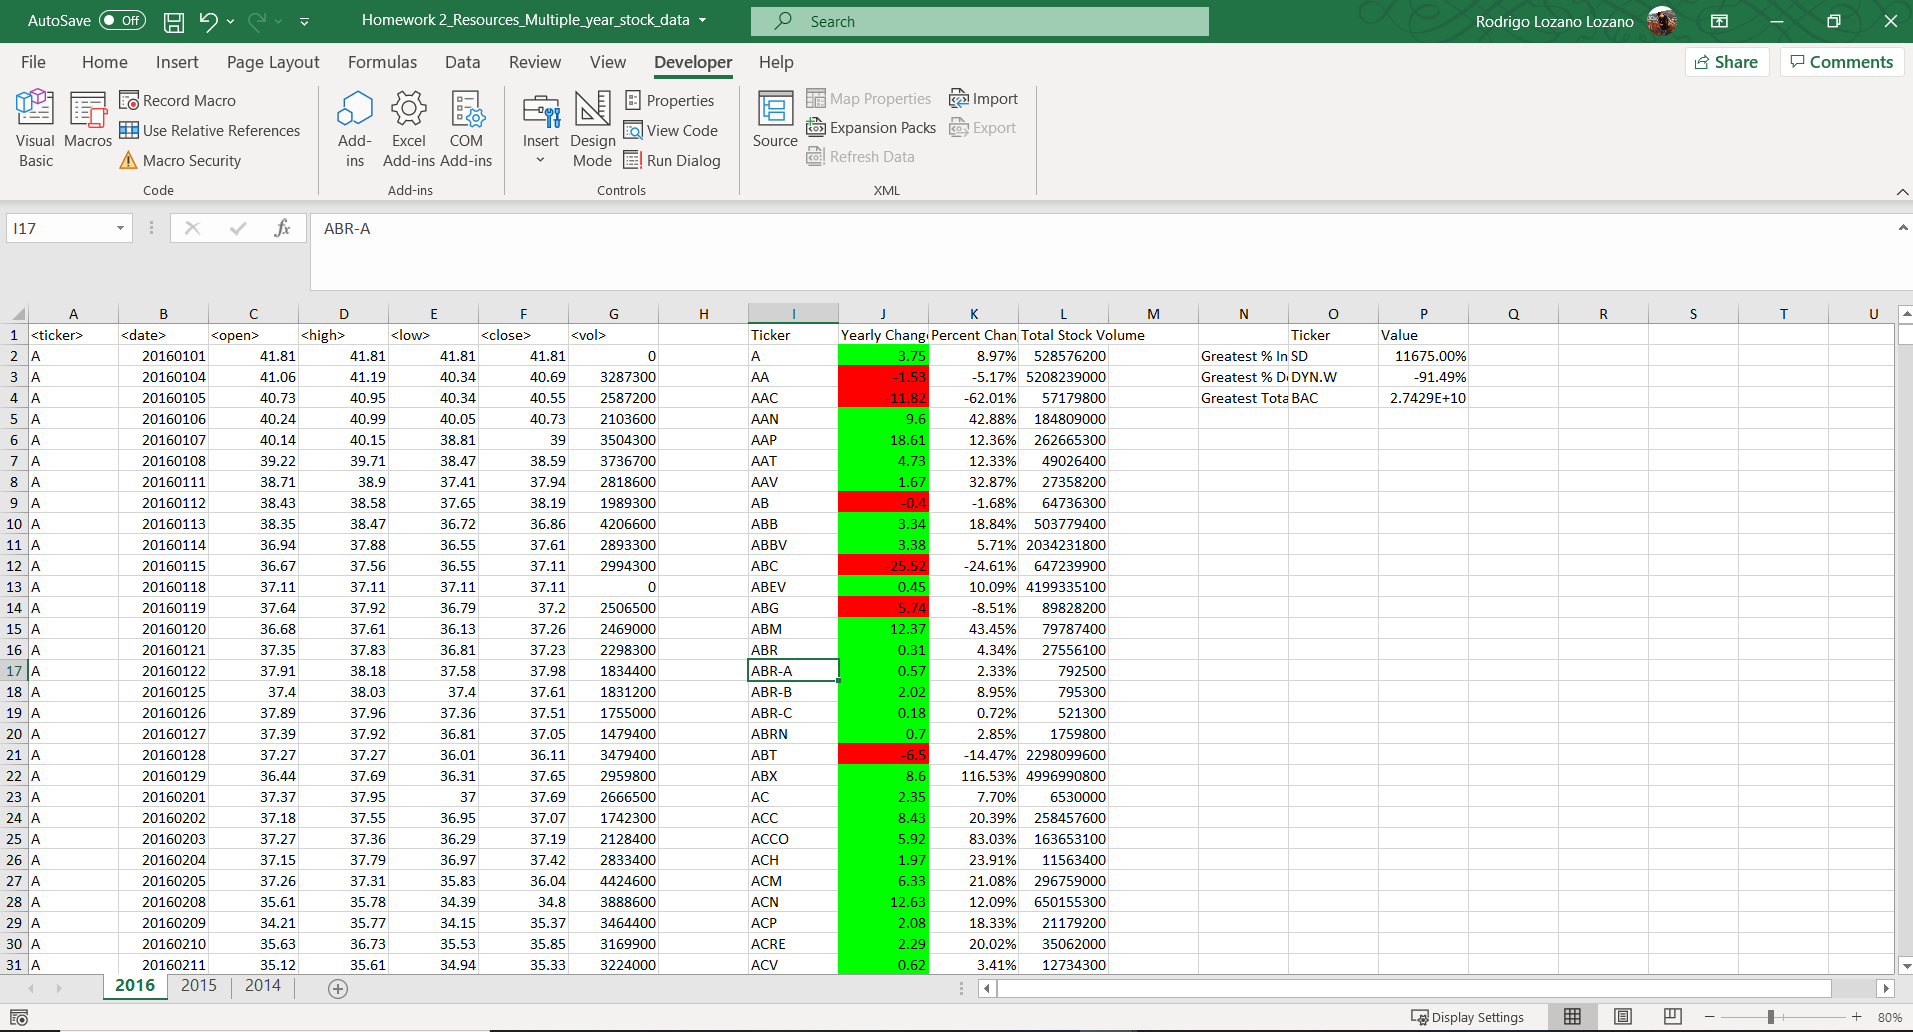 AutoSave Off Homework 2_Resources_Multiple_year_stock_data Search Rodrigo Lozano Lozano
File Home Insert Page Layout Formulas Data Review View Developer Help Share Comments
Visual Basic
Macros
Record Macro
Use Relative References
Macro Security
Code
Add-ins
Excel Add-ins
COM Add-ins
Add-ins
Insert
Design Mode
Properties
View Code
Run Dialog
Controls
Source
Map Properties
Expansion Packs
Refresh Data
Import
Export
XML
I17 fx ABR-A
A B C D E F G H I J K L M N O P Q R S T U
1 <ticker> <date> <open> <high> <low> <close> <vol> Ticker Yearly Chang Percent Chan Total Stock Volume Ticker Value
2 A 20160101 41.81 41.81 41.81 41.81 0 A 3.75 8.97% 528576200 Greatest % In SD 11675.00%
3 A 20160104 41.06 41.19 40.34 40.69 3287300 AA -1.53 -5.17% 5208239000 Greatest % D DYN.W -91.49%
4 A 20160105 40.73 40.95 40.34 40.55 2587200 AAC -11.82 -62.01% 57179800 Greatest Tota BAC 2.7429E+10
5 A 20160106 40.24 40.99 40.05 40.73 2103600 AAN 9.6 42.88% 184809000
6 A 20160107 40.14 40.15 38.81 39 3504300 AAP 18.61 12.36% 262665300
7 A 20160108 39.22 39.71 38.47 38.59 3736700 AAT 4.73 12.33% 49026400
8 A 20160111 38.71 38.9 37.41 37.94 2818600 AAV 1.67 32.87% 27358200
9 A 20160112 38.43 38.58 37.65 38.19 1989300 AB -0.4 -1.68% 64736300
10 A 20160113 38.35 38.47 36.72 36.86 4206600 ABB 3.34 18.84% 503779400
11 A 20160114 36.94 37.88 36.55 37.61 2893300 ABBV 3.38 5.71% 2034231800
12 A 20160115 36.67 37.56 36.55 37.11 2994300 ABC -25.52 -24.61% 647239900
13 A 20160118 37.11 37.11 37.11 37.11 0 ABEV 0.45 10.09% 4199335100
14 A 20160119 37.64 37.92 36.79 37.2 2506500 ABG -5.74 -8.51% 89828200
15 A 20160120 36.68 37.61 36.13 37.26 2469000 ABM 12.37 43.45% 79787400
16 A 20160121 37.35 37.83 36.81 37.23 2298300 ABR 0.31 4.34% 27556100
17 A 20160122 37.91 38.18 37.58 37.98 1834400 ABR-A 0.57 2.33% 792500
18 A 20160125 37.4 38.03 37.4 37.61 1831200 ABR-B 2.02 8.95% 795300
19 A 20160126 37.89 37.96 37.36 37.51 1755000 ABR-C 0.18 0.72% 521300
20 A 20160127 37.39 37.92 36.81 37.05 1479400 ABRN 0.7 2.85% 1759800
21 A 20160128 37.27 37.27 36.01 36.11 3479400 ABT -6.5 -14.47% 2298099600
22 A 20160129 36.44 37.69 36.31 37.65 2959800 ABX 8.6 116.53% 4996990800
23 A 20160201 37.37 37.95 37 37.69 2666500 AC 2.35 7.70% 6530000
24 A 20160202 37.18 37.55 36.95 37.07 1742300 ACC 8.43 20.39% 258457600
25 A 20160203 37.27 37.36 36.29 37.19 2128400 ACCO 5.92 83.03% 163653100
26 A 20160204 37.15 37.79 36.97 37.42 2833400 ACH 1.97 23.91% 11563400
27 A 20160205 37.26 37.31 35.83 36.04 4424600 ACM 6.33 21.08% 296759000
28 A 20160208 35.61 35.78 34.39 34.8 3888600 ACN 12.63 12.09% 650155300
29 A 20160209 34.21 35.77 34.15 35.37 3464400 ACP 2.08 18.33% 21179200
30 A 20160210 35.63 36.73 35.53 35.85 3169900 ACRE 2.29 20.02% 35062000
31 A 20160211 35.12 35.61 34.94 35.33 3224000 ACV 0.62 3.41% 12734300
2016 2015 2014
Display Settings 80%